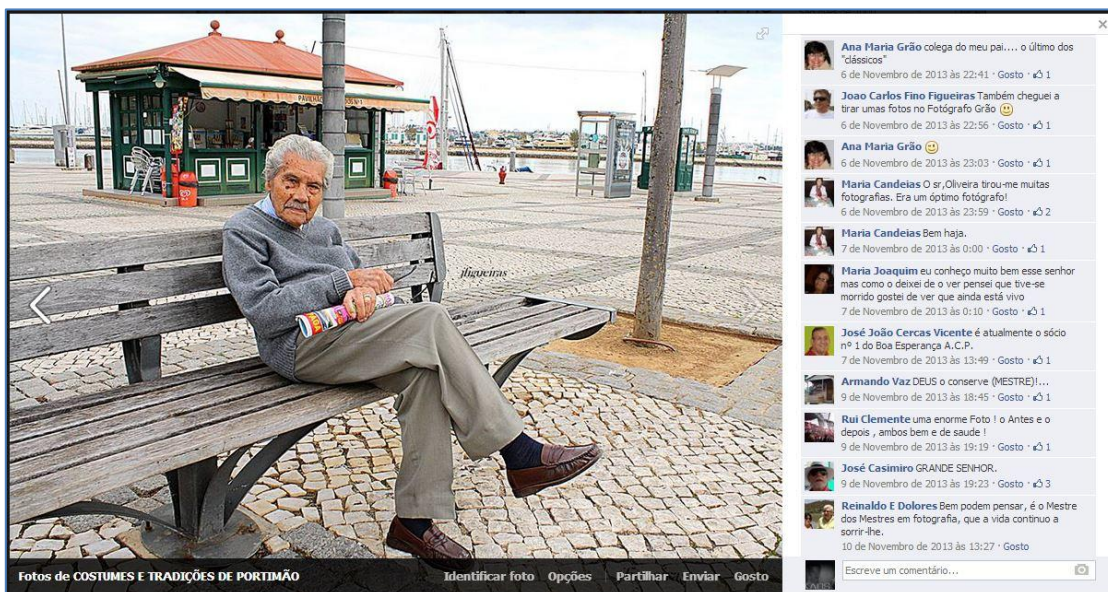 PAVILHÃO
jfigueiras
Fotos de COSTUMES E TRADIÇÕES DE PORTIMÃO
Identificar foto Opções Partilhar Enviar Gosto
Ana Maria Grão colega do meu pai.... o último dos
"clássicos"
6 de Novembro de 2013 às 22:41 · Gosto · 1
Joao Carlos Fino Figueiras Também cheguei a
tirar umas fotos no Fotógrafo Grão
6 de Novembro de 2013 às 22:56 · Gosto · 1
Ana Maria Grão
6 de Novembro de 2013 às 23:03 · Gosto · 1
Maria Candeias O sr,Oliveira tirou-me muitas
fotografias. Era um óptimo fotógrafo!
6 de Novembro de 2013 às 23:59 · Gosto · 2
Maria Candeias Bem haja.
7 de Novembro de 2013 às 0:00 · Gosto · 1
Maria Joaquim eu conheço muito bem esse senhor
mas como o deixei de o ver pensei que tive-se
morrido gostei de ver que ainda está vivo
7 de Novembro de 2013 às 0:10 · Gosto · 1
José João Cercas Vicente é atualmente o sócio
nº 1 do Boa Esperança A.C.P.
7 de Novembro de 2013 às 13:49 · Gosto · 1
Armando Vaz DEUS o conserve (MESTRE)!...
9 de Novembro de 2013 às 18:45 · Gosto · 1
Rui Clemente uma enorme Foto ! o Antes e o
depois , ambos bem e de saude !
9 de Novembro de 2013 às 19:19 · Gosto · 1
José Casimiro GRANDE SENHOR.
9 de Novembro de 2013 às 19:23 · Gosto · 3
Reinaldo E Dolores Bem podem pensar, é o Mestre
dos Mestres em fotografia, que a vida continuo a
sorrir-lhe.
10 de Novembro de 2013 às 13:27 · Gosto
Escreve um comentário...